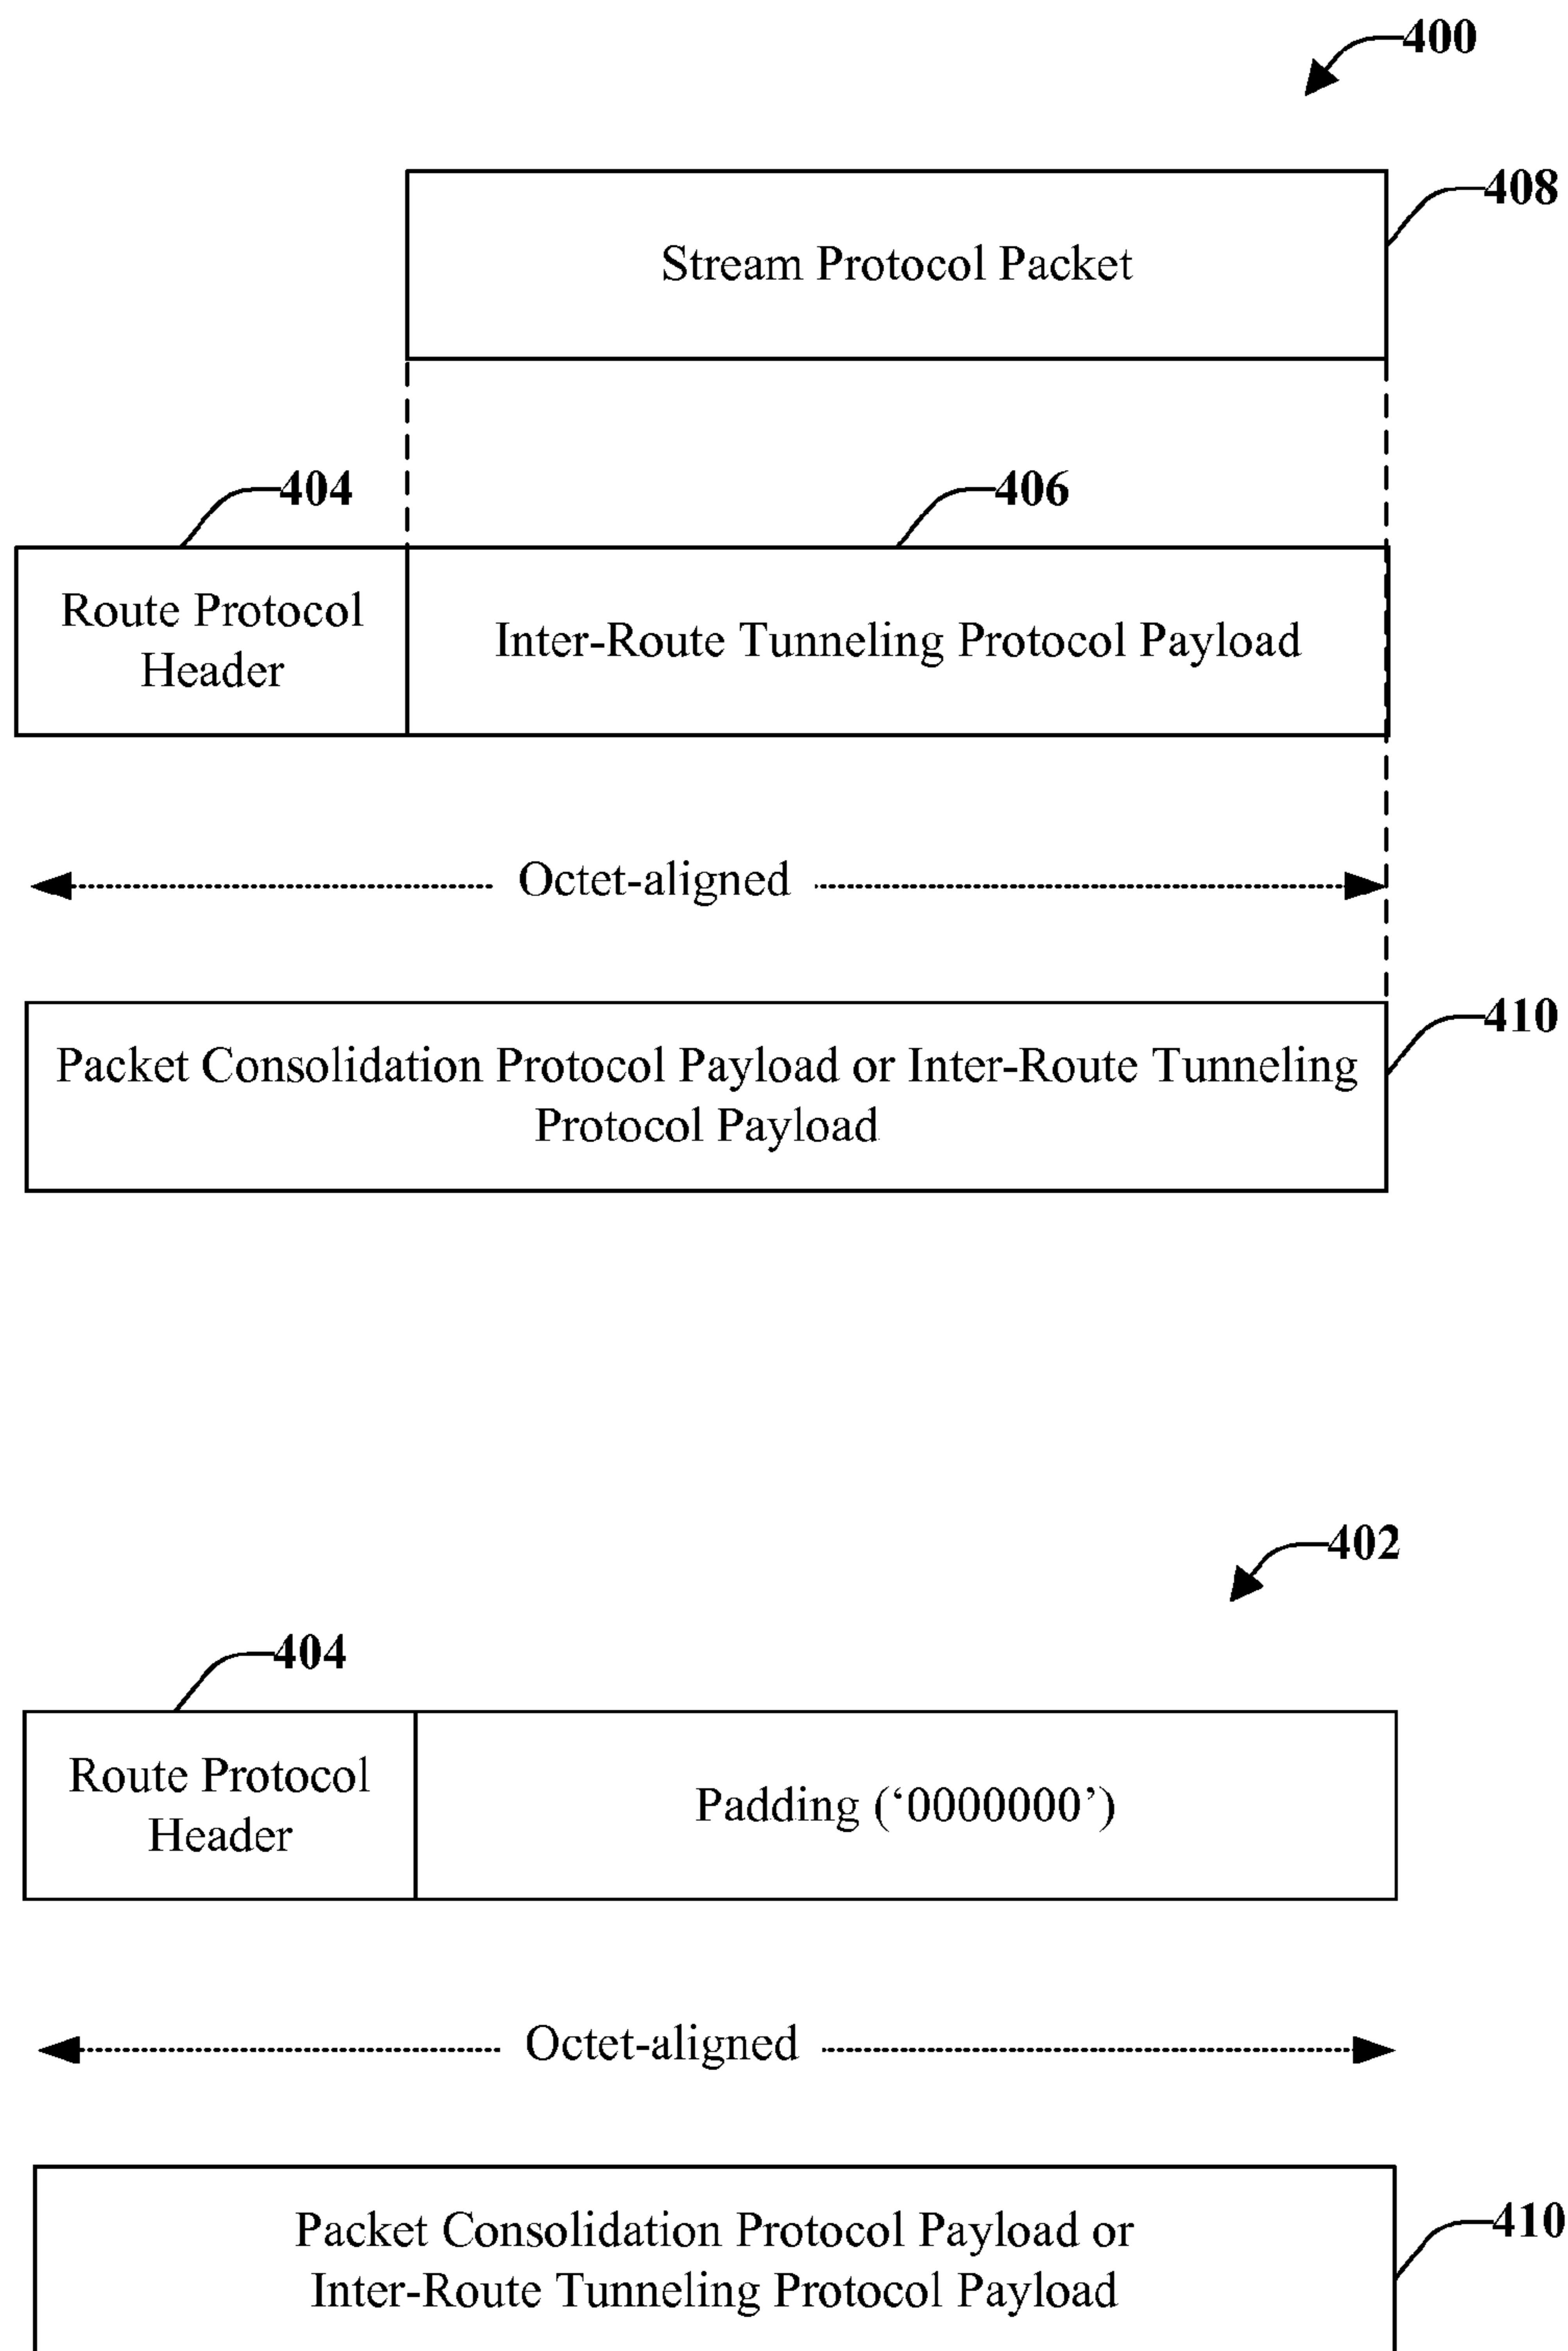 400
408
Stream Protocol Packet
404
406
Route Protocol
Header
Inter-Route Tunneling Protocol Payload
Octet-aligned
410
Packet Consolidation Protocol Payload or Inter-Route Tunneling
Protocol Payload
402
404
Route Protocol
Header
Padding (‘0000000’)
Octet-aligned
410
Packet Consolidation Protocol Payload or
Inter-Route Tunneling Protocol Payload